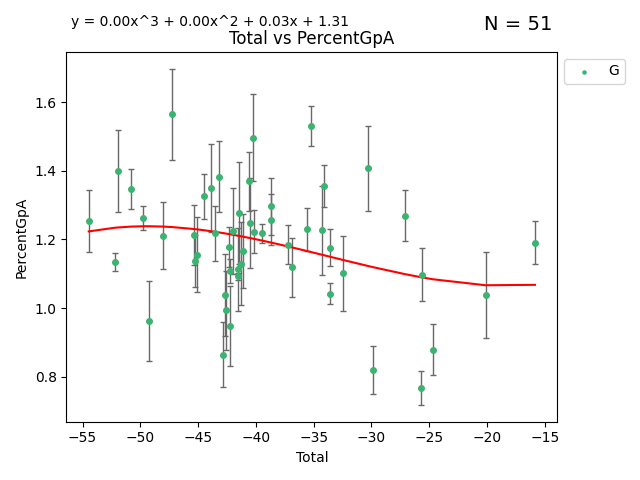 y = 0.00x^3 + 0.00x^2 + 0.03x + 1.31
N = 51
Total vs PercentGpA
G
PercentGpA
1.6
1.4
1.2
1.0
0.8
−55 −50 −45 −40 −35 −30 −25 −20 −15
Total